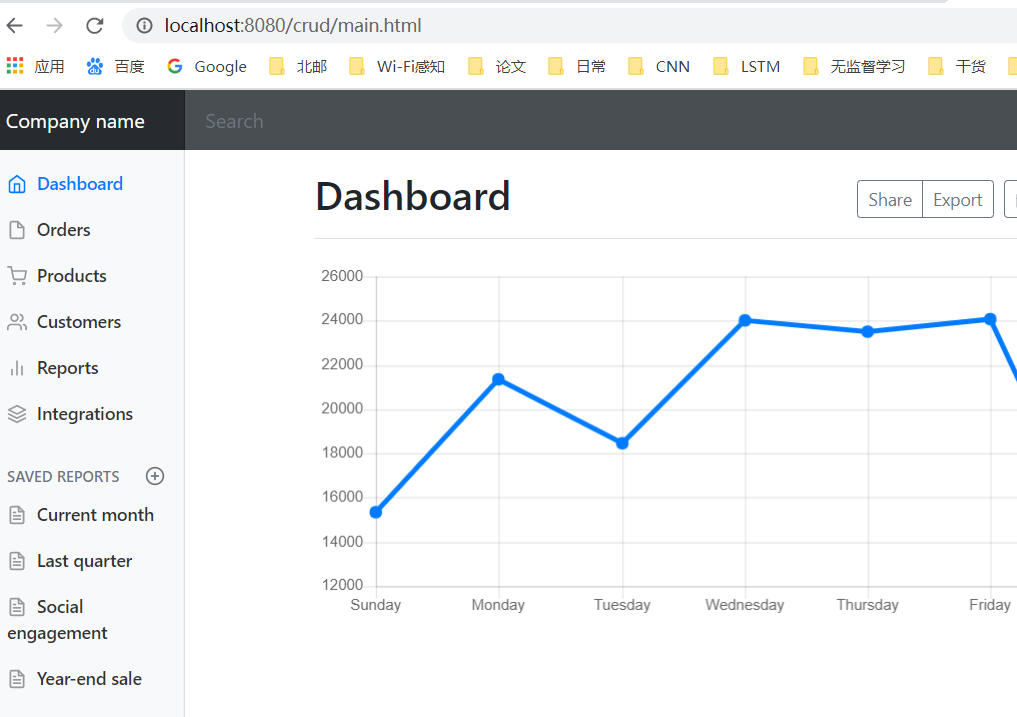 localhost:8080/crud/main.html
应用 百度 Google 北邮 Wi-Fi感知 论文 日常 CNN LSTM 无监督学习 干货
Company name Search
Dashboard
Orders
Products
Customers
Reports
Integrations
SAVED REPORTS
Current month
Last quarter
Social
engagement
Year-end sale
Dashboard
Share Export
26000
24000
22000
20000
18000
16000
14000
12000
Sunday Monday Tuesday Wednesday Thursday Friday